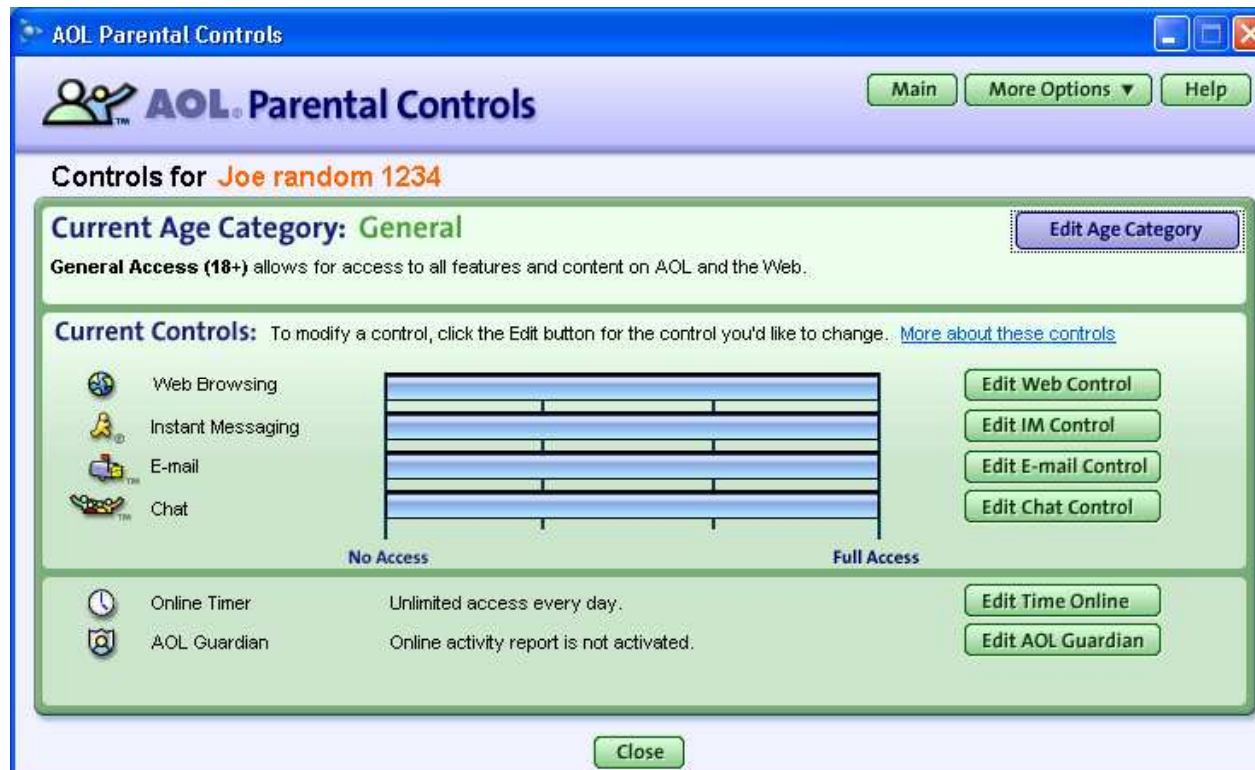 AOL Parental Controls
AOL® Parental Controls
Main
More Options ▼
Help
Controls for Joe random 1234
Current Age Category: General
Edit Age Category
General Access (18+) allows for access to all features and content on AOL and the Web.
Current Controls: To modify a control, click the Edit button for the control you'd like to change. More about these controls
Web Browsing
Edit Web Control
Instant Messaging
Edit IM Control
E-mail
Edit E-mail Control
Chat
Edit Chat Control
No Access
Full Access
Online Timer
Unlimited access every day.
Edit Time Online
AOL Guardian
Online activity report is not activated.
Edit AOL Guardian
Close